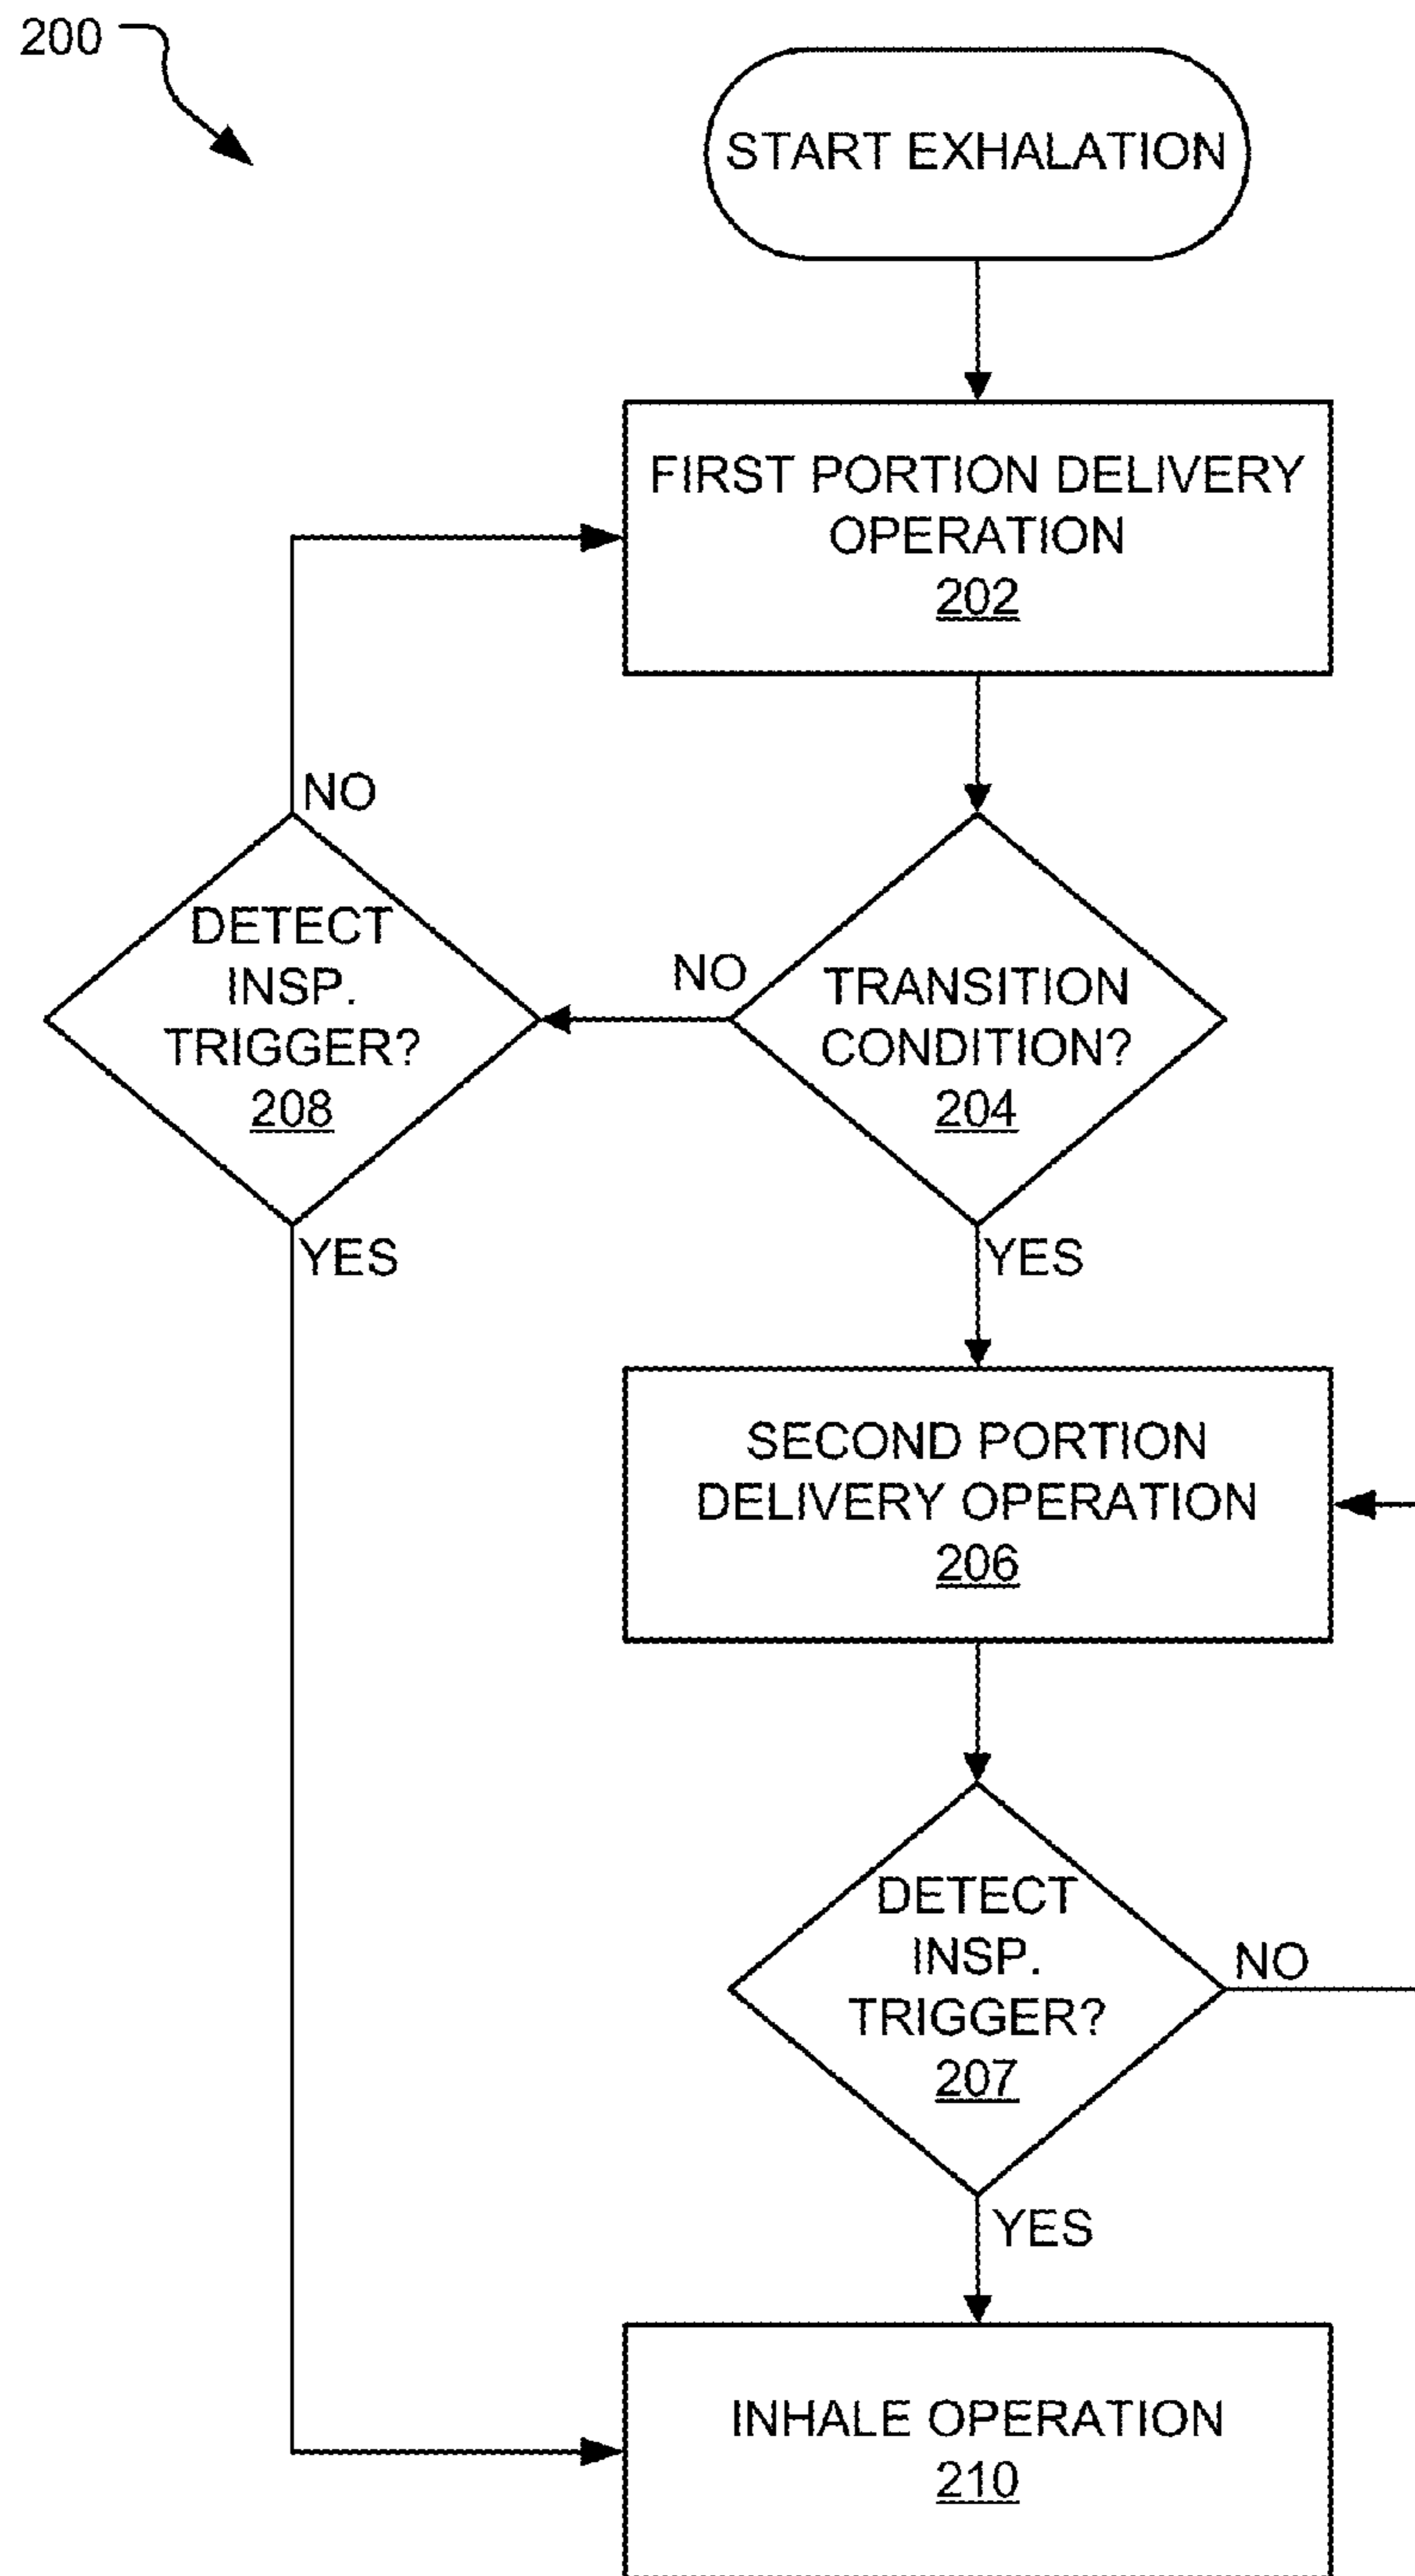 200
START EXHALATION
FIRST PORTION DELIVERY
OPERATION
202
NO
DETECT
INSP.
TRIGGER?
208
YES
NO
TRANSITION
CONDITION?
204
YES
SECOND PORTION
DELIVERY OPERATION
206
DETECT
INSP.
TRIGGER?
207
NO
YES
INHALE OPERATION
210